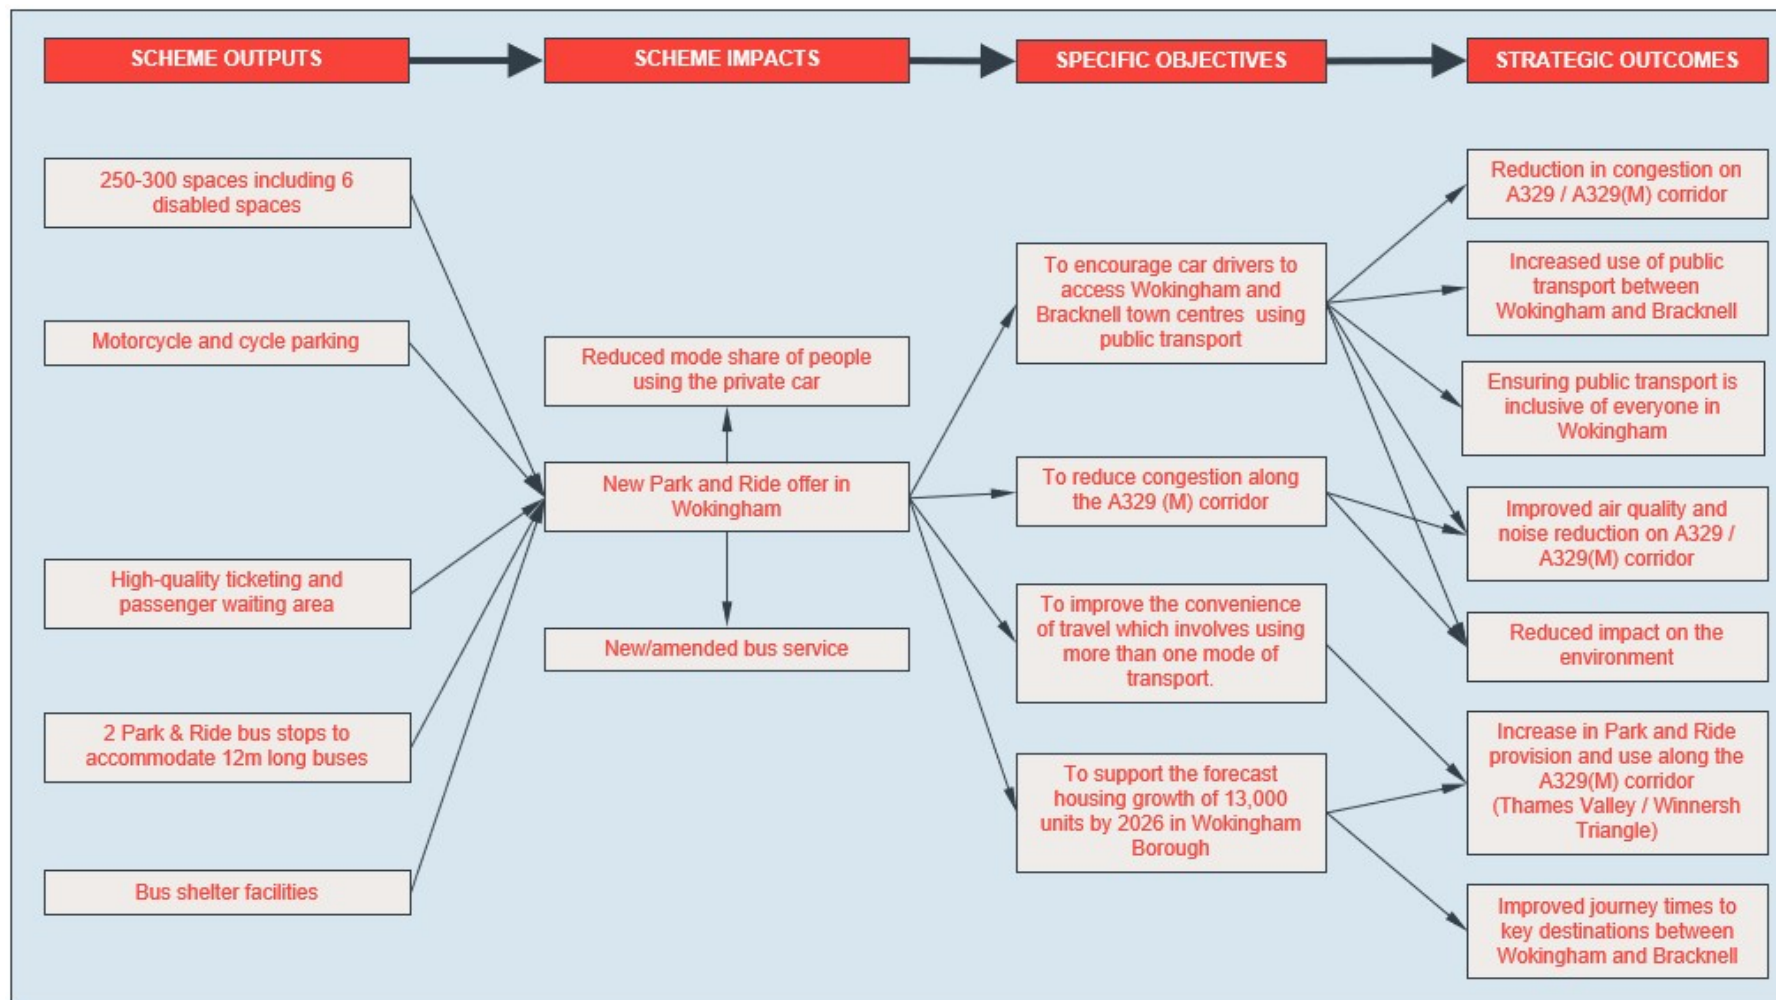 SCHEME OUTPUTS
SCHEME IMPACTS
SPECIFIC OBJECTIVES
STRATEGIC OUTCOMES
250-300 spaces including 6
disabled spaces
Motorcycle and cycle parking
High-quality ticketing and
passenger waiting area
2 Park & Ride bus stops to
accommodate 12m long buses
Bus shelter facilities
Reduced mode share of people
using the private car
New Park and Ride offer in
Wokingham
New/amended bus service
To encourage car drivers to
access Wokingham and
Bracknell town centres using
public transport
To reduce congestion along
the A329 (M) corridor
To improve the convenience
of travel which involves using
more than one mode of
transport.
To support the forecast
housing growth of 13,000
units by 2026 in Wokingham
Borough
Reduction in congestion on
A329 / A329(M) corridor
Increased use of public
transport between
Wokingham and Bracknell
Ensuring public transport is
inclusive of everyone in
Wokingham
Improved air quality and
noise reduction on A329 /
A329(M) corridor
Reduced impact on the
environment
Increase in Park and Ride
provision and use along the
A329(M) corridor
(Thames Valley / Winnersh
Triangle)
Improved journey times to
key destinations between
Wokingham and Bracknell